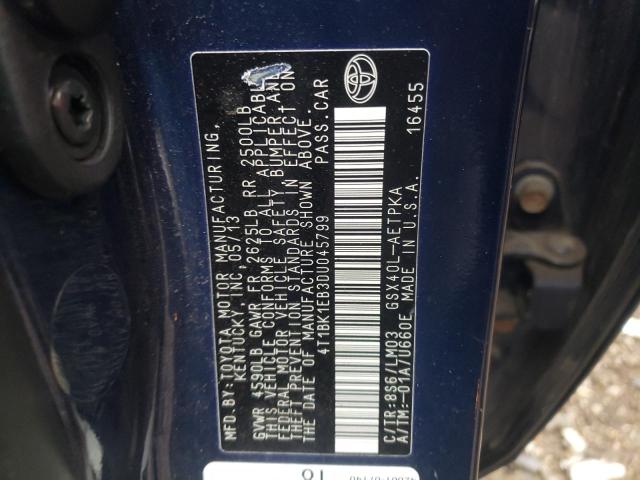 MFD.BY:TOYOTA MOTOR MANUFACTURING,
KENTUCKY, INC. 05/13
GVWR 4590LB GAWR FR 2625LB RR 2500LB
THIS VEHICLE CONFORMS TO ALL APPLICABLE
FEDERAL MOTOR VEHICLE SAFETY, BUMPER, AND
THEFT PREVENTION STANDARDS IN EFFECT ON
THE DATE OF MANUFACTURE SHOWN ABOVE.
4T1BK1EB3DU045799 PASS.CAR
C/TR:8S6/LM03 GSX40L-AETPKA
A/TM:-01A/U660E MADE IN U.S.A. 16455